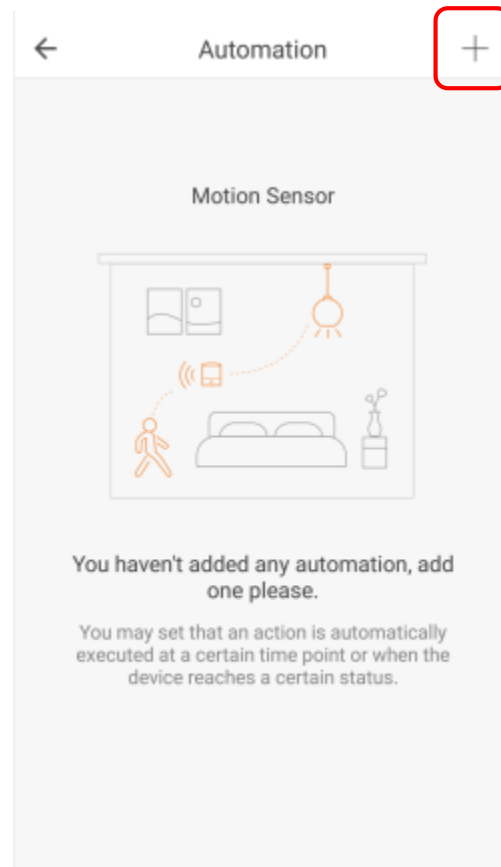 Automation
Motion Sensor
You haven't added any automation, add
one please.
You may set that an action is automatically
executed at a certain time point or when the
device reaches a certain status.